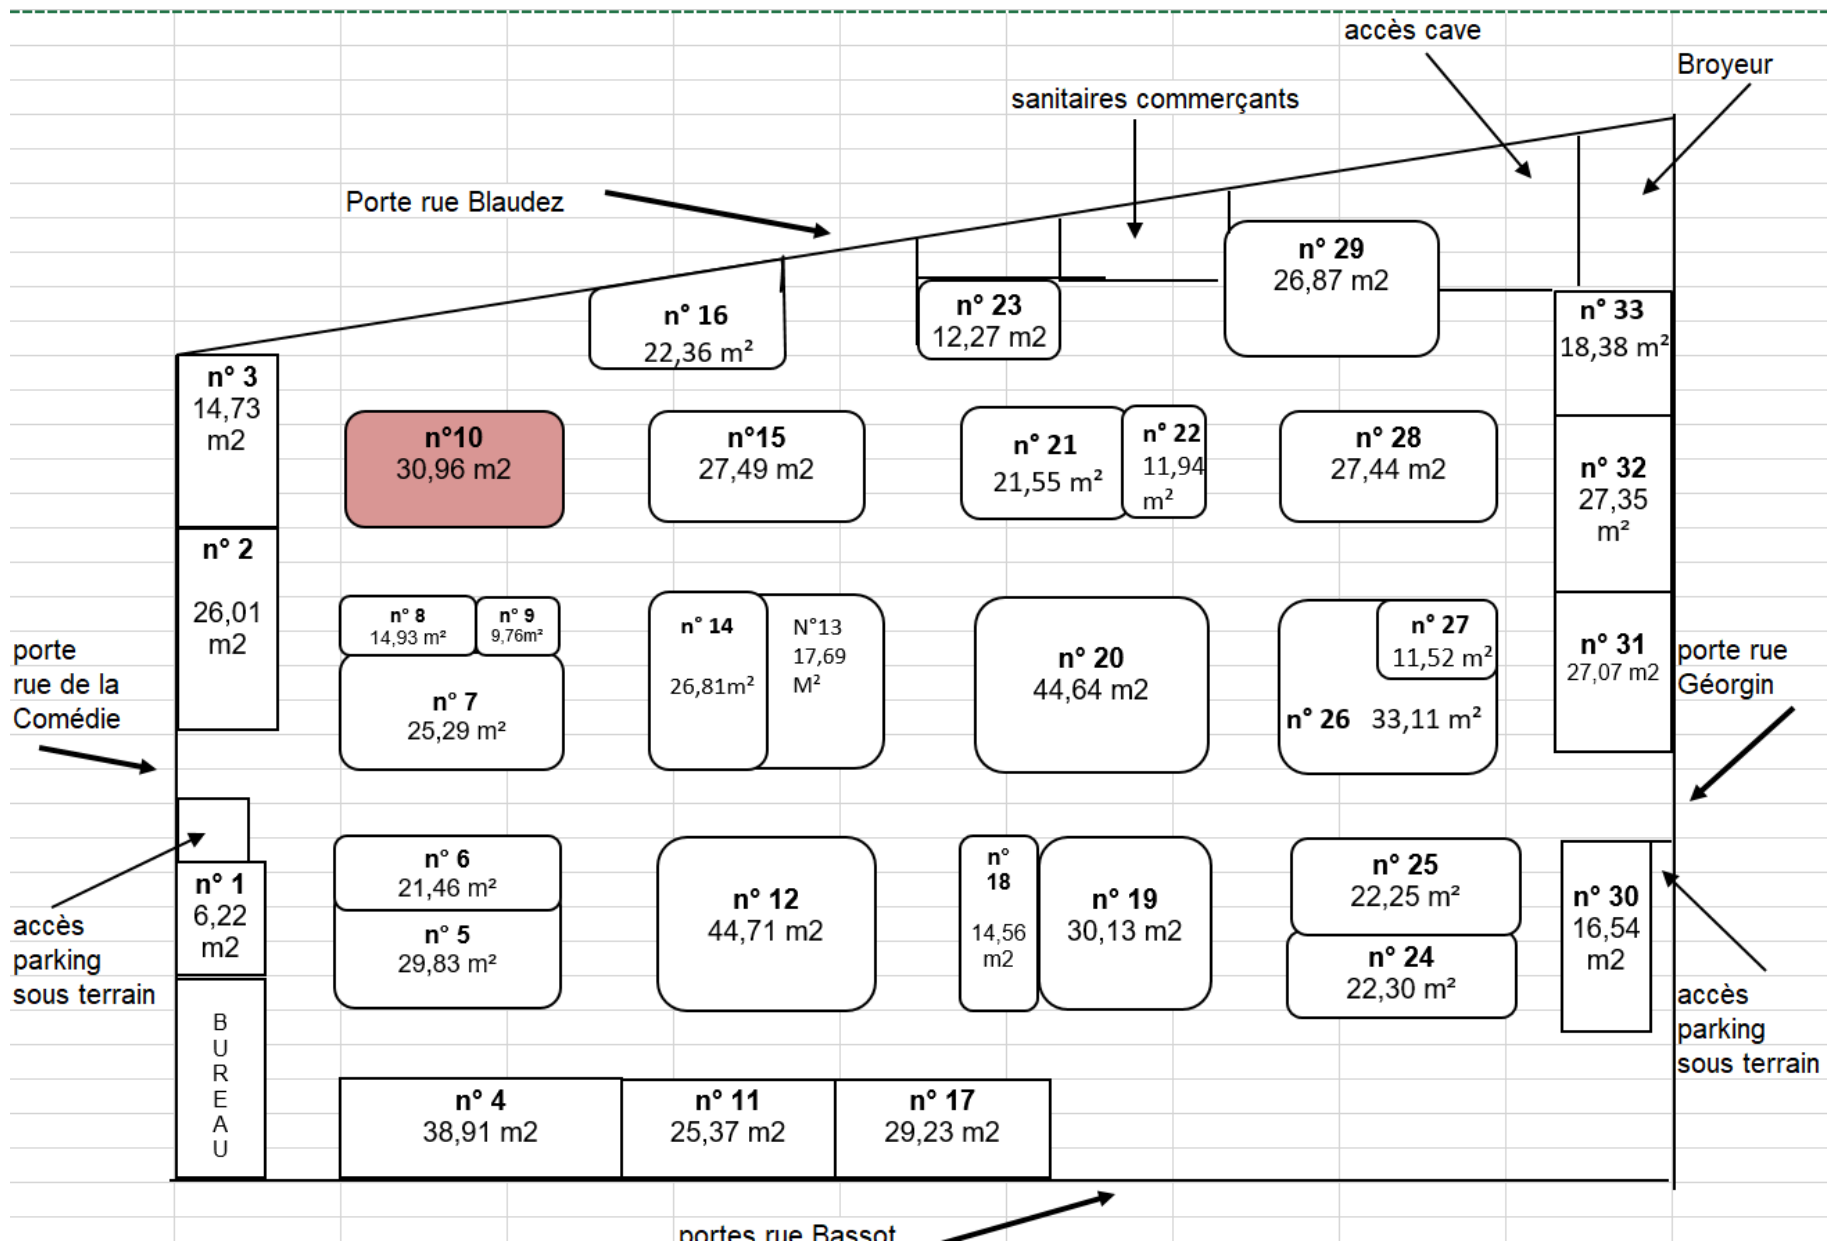 accès cave
Broyeur
sanitaires commerçants
Porte rue Blaudez
n° 29
26,87 m2
n° 16
22,36 m²
n° 23
12,27 m2
n° 33
18,38 m²
n° 3
14,73
m2
n°10
30,96 m2
n°15
27,49 m2
n° 21
21,55 m²
n° 22
11,94
m²
n° 28
27,44 m2
n° 32
27,35
m²
n° 2
26,01
m2
n° 8
14,93 m²
n° 9
9,76m²
n° 7
25,29 m²
n° 14
26,81m²
N°13
17,69
M²
n° 20
44,64 m2
n° 27
11,52 m²
n° 26 33,11 m²
n° 31
27,07 m2
porte
rue de la
Comédie
porte rue
Géorgin
n° 1
6,22
m2
n° 6
21,46 m²
n° 5
29,83 m²
n° 12
44,71 m2
n°
18
14,56
m2
n° 19
30,13 m2
n° 25
22,25 m²
n° 24
22,30 m²
n° 30
16,54
m2
accès
parking
sous terrain
accès
parking
sous terrain
B
U
R
E
A
U
n° 4
38,91 m2
n° 11
25,37 m2
n° 17
29,23 m2
portes rue Bassot